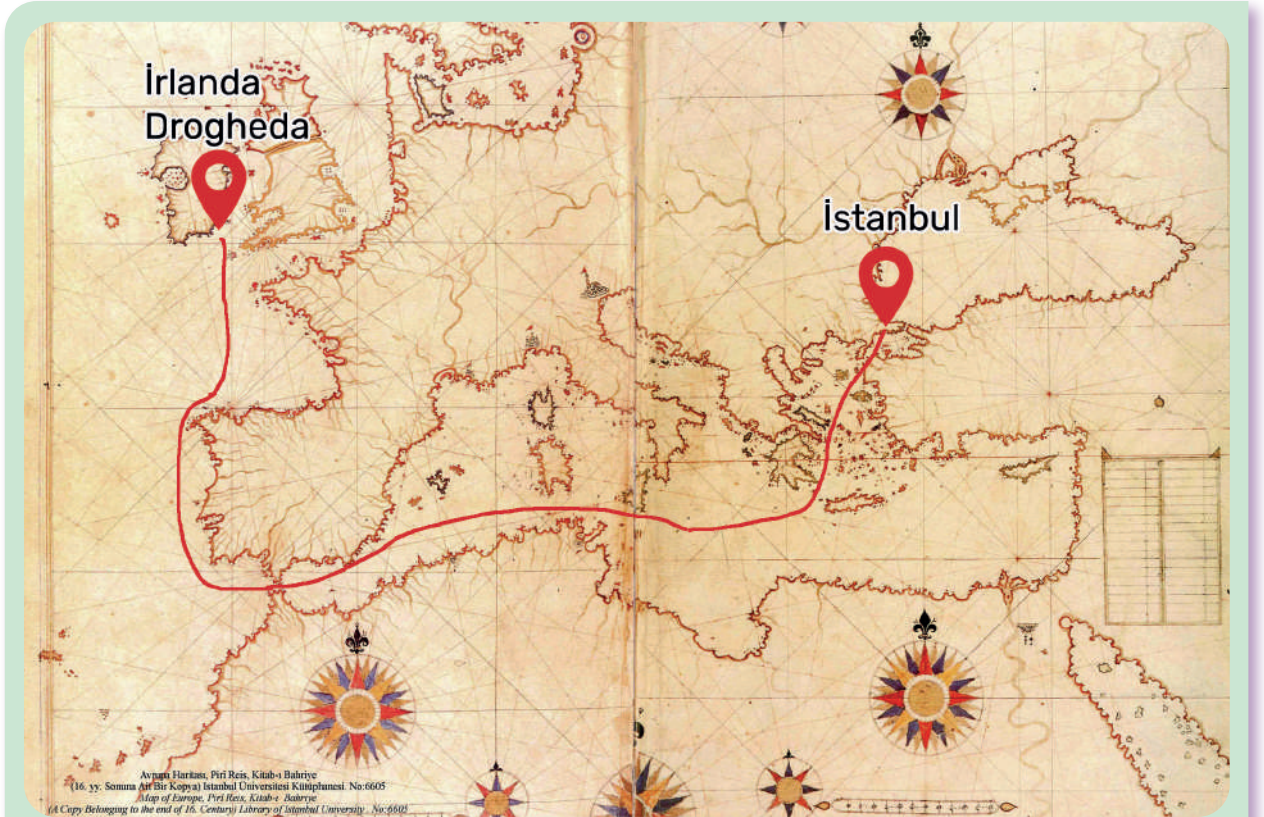 İrlanda
Drogheda
İstanbul
Avrupa Haritası, Piri Reis, Kitab-ı Bahriye
(16. yy. Sonuna Ait Bir Kopya) İstanbul Üniversitesi Kütüphanesi. No:6605
Map of Europe, Piri Reis, Kitab-ı Bahriye
(A Copy Belonging to the end of 16. Century) Library of Istanbul University . No:6605